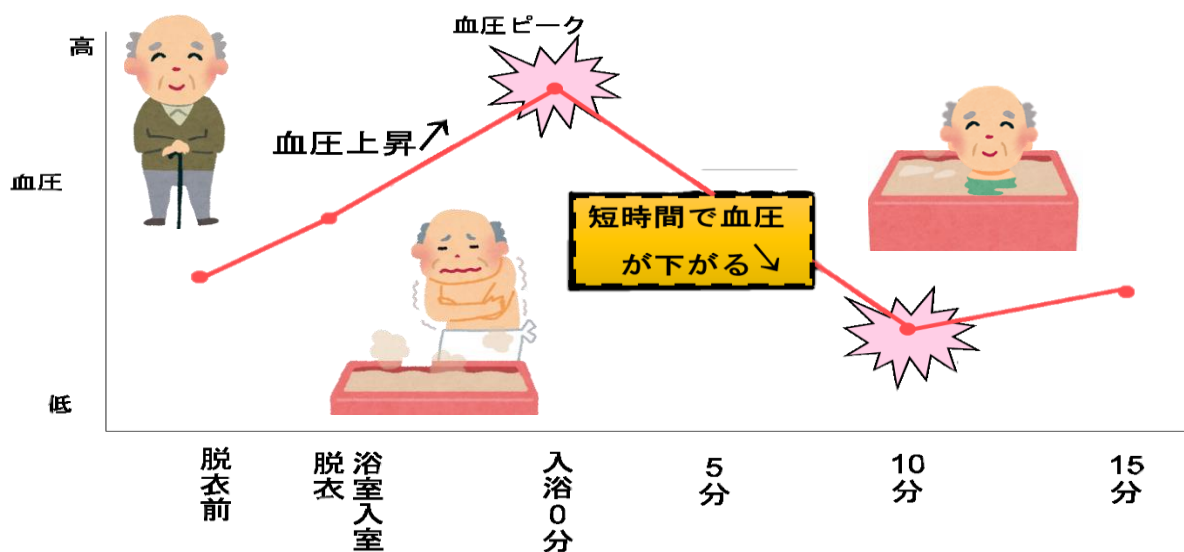 血圧ピーク
高
血圧上昇↗
血圧
短時間で血圧
が下がる↘
低
脱衣前
脱衣
浴室入室
入浴0分
5分
10分
15分